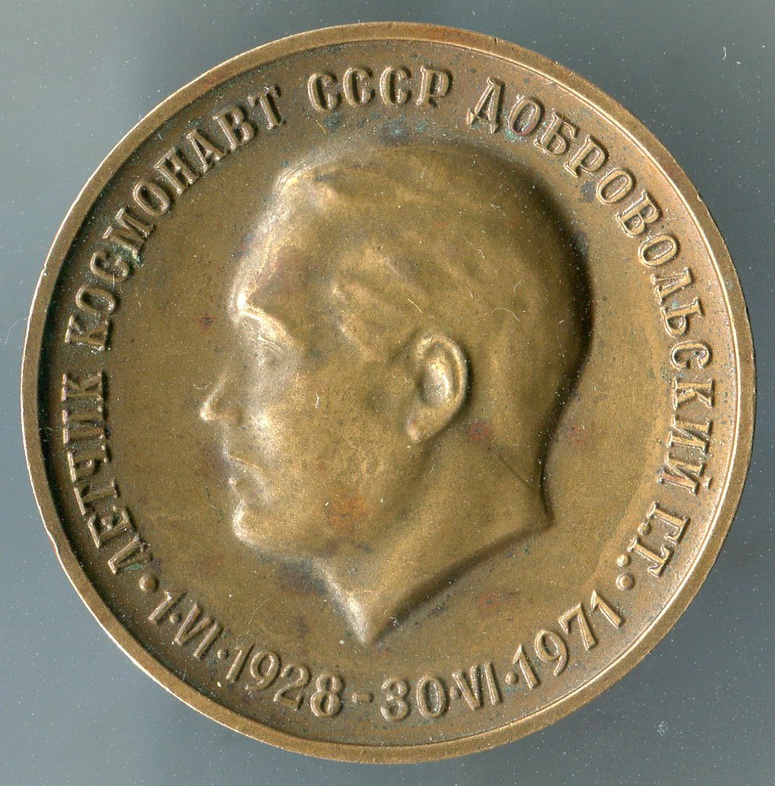 ЛЕТЧИК КОСМОНАВТ СССР ДОБРОВОЛЬСКИЙ Г.Т.
1·VI·1928-30·VI·1971